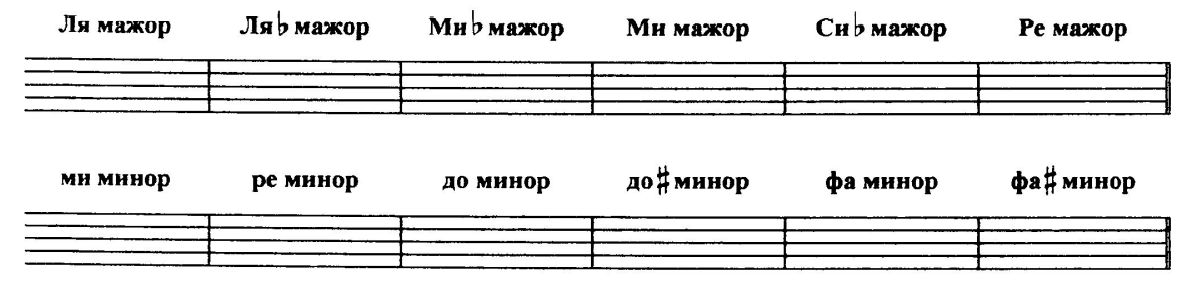 Ля мажор Ля♭мажор Ми♭мажор Ми мажор Си♭мажор Ре мажор
ми минор ре минор до минор до♯минор фа минор фа♯минор